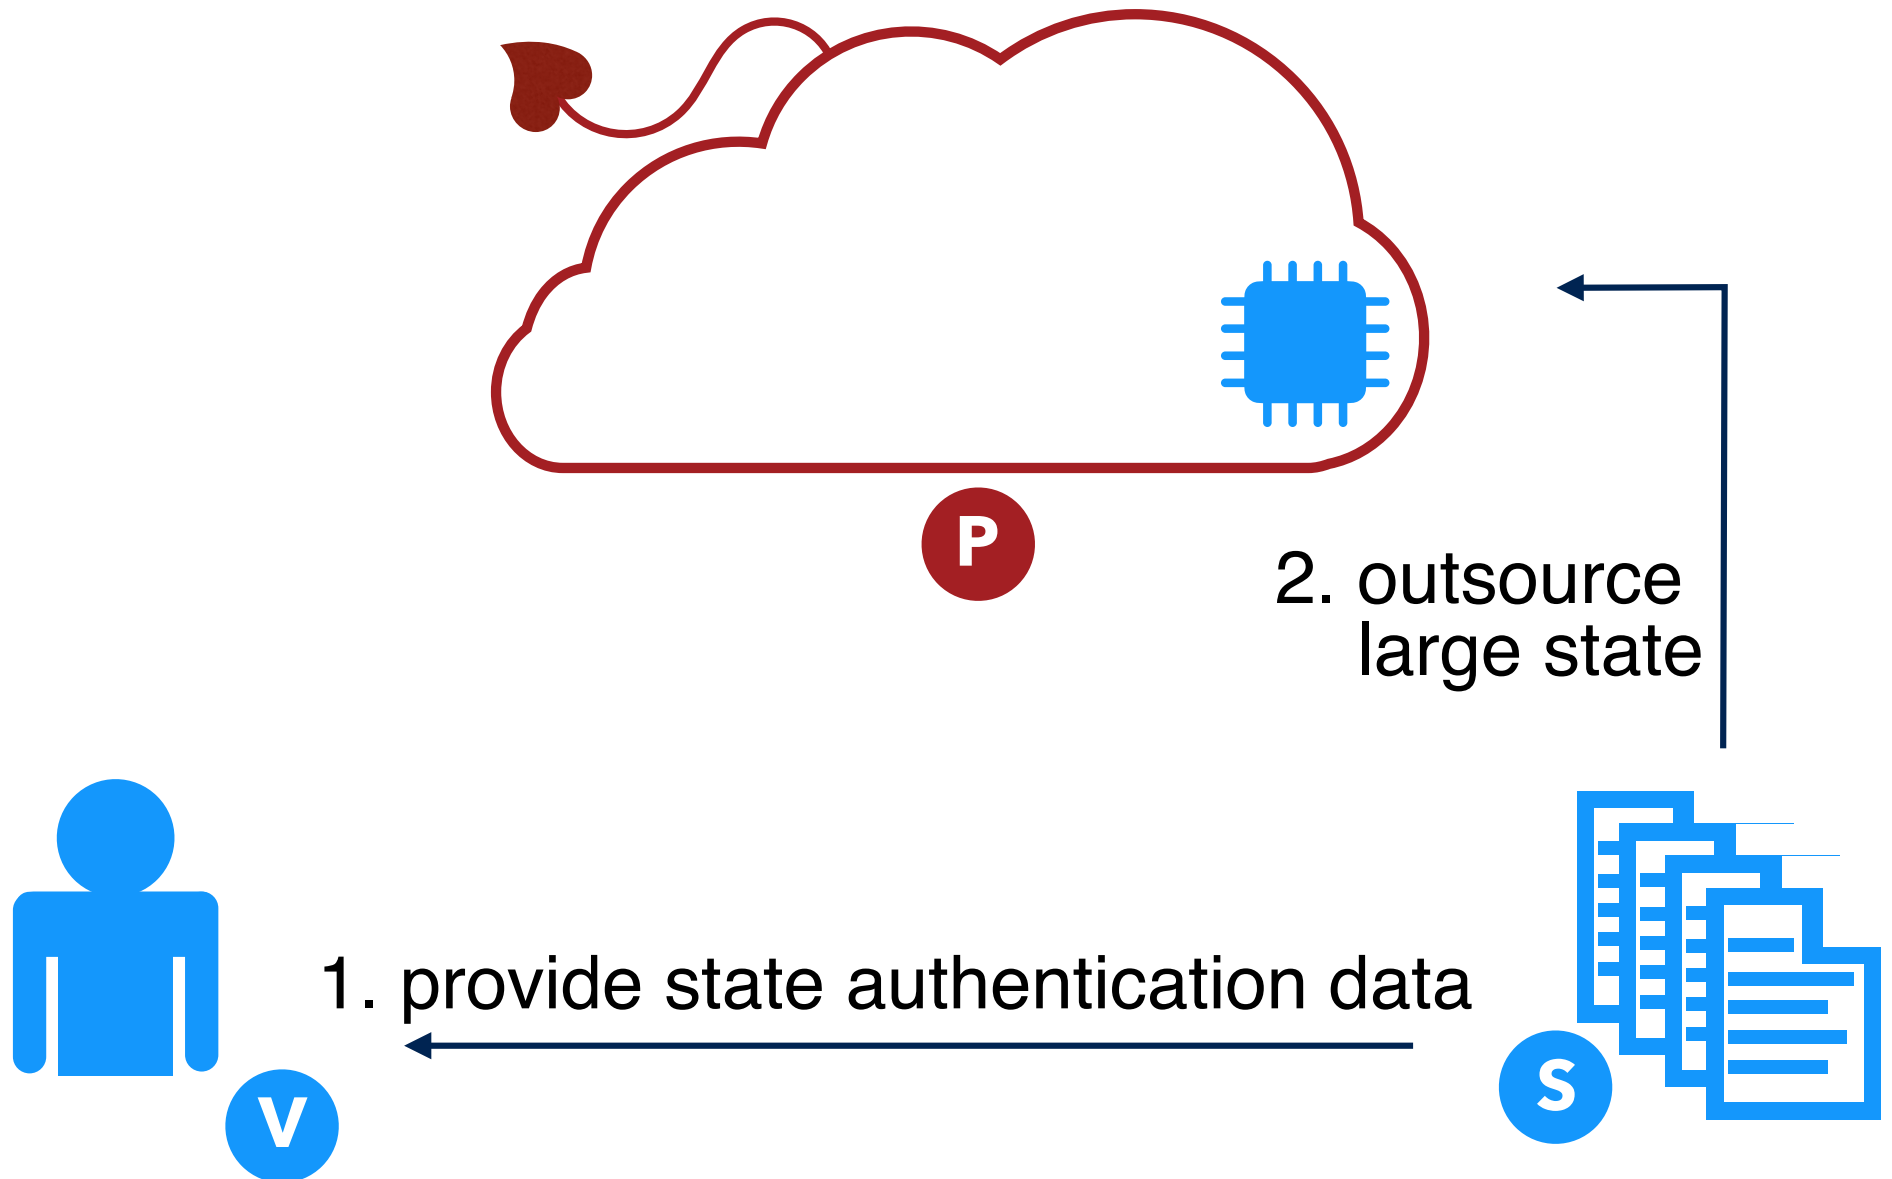 P
2. outsource
large state
1. provide state authentication data
V
S